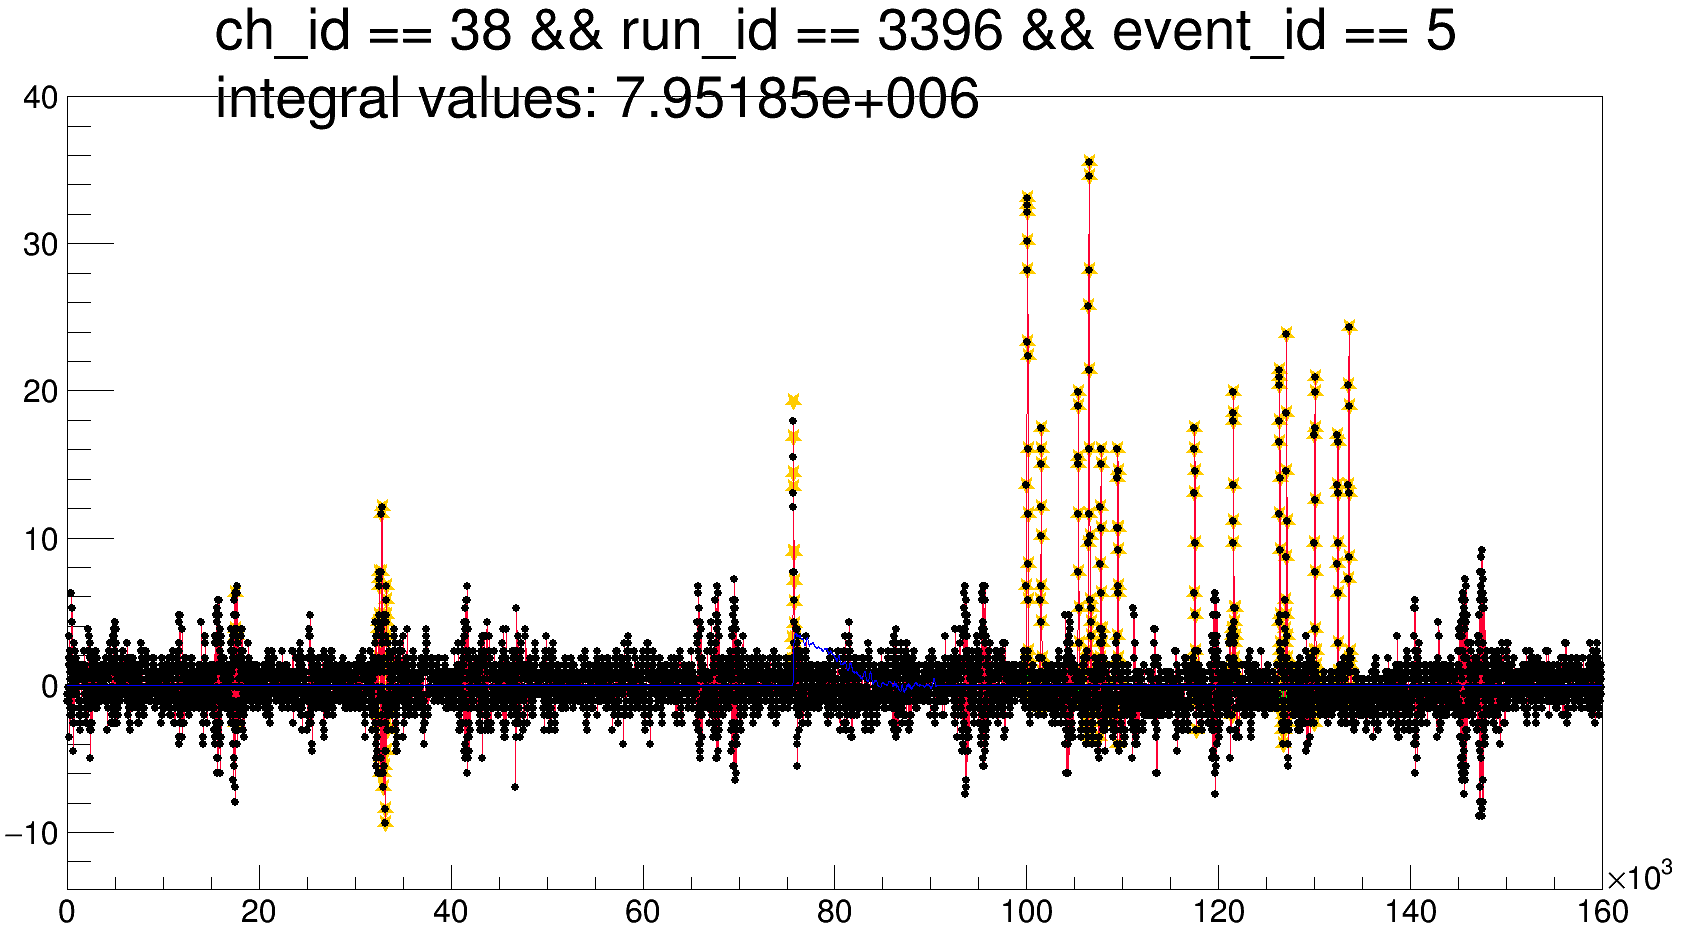 ch_id == 38 && run_id == 3396 && event_id == 5
integral values: 7.95185e+006
40
30
20
10
0
−10
0 20 40 60 80 100 120 140 160
×10³